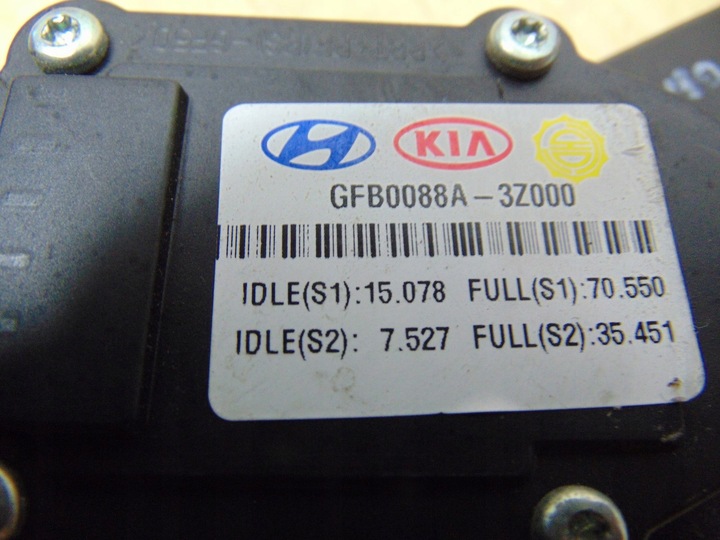 KIA
GFB0088A-3Z000
IDLE(S1):15.078 FULL(S1):70.550
IDLE(S2): 7.527 FULL(S2):35.451